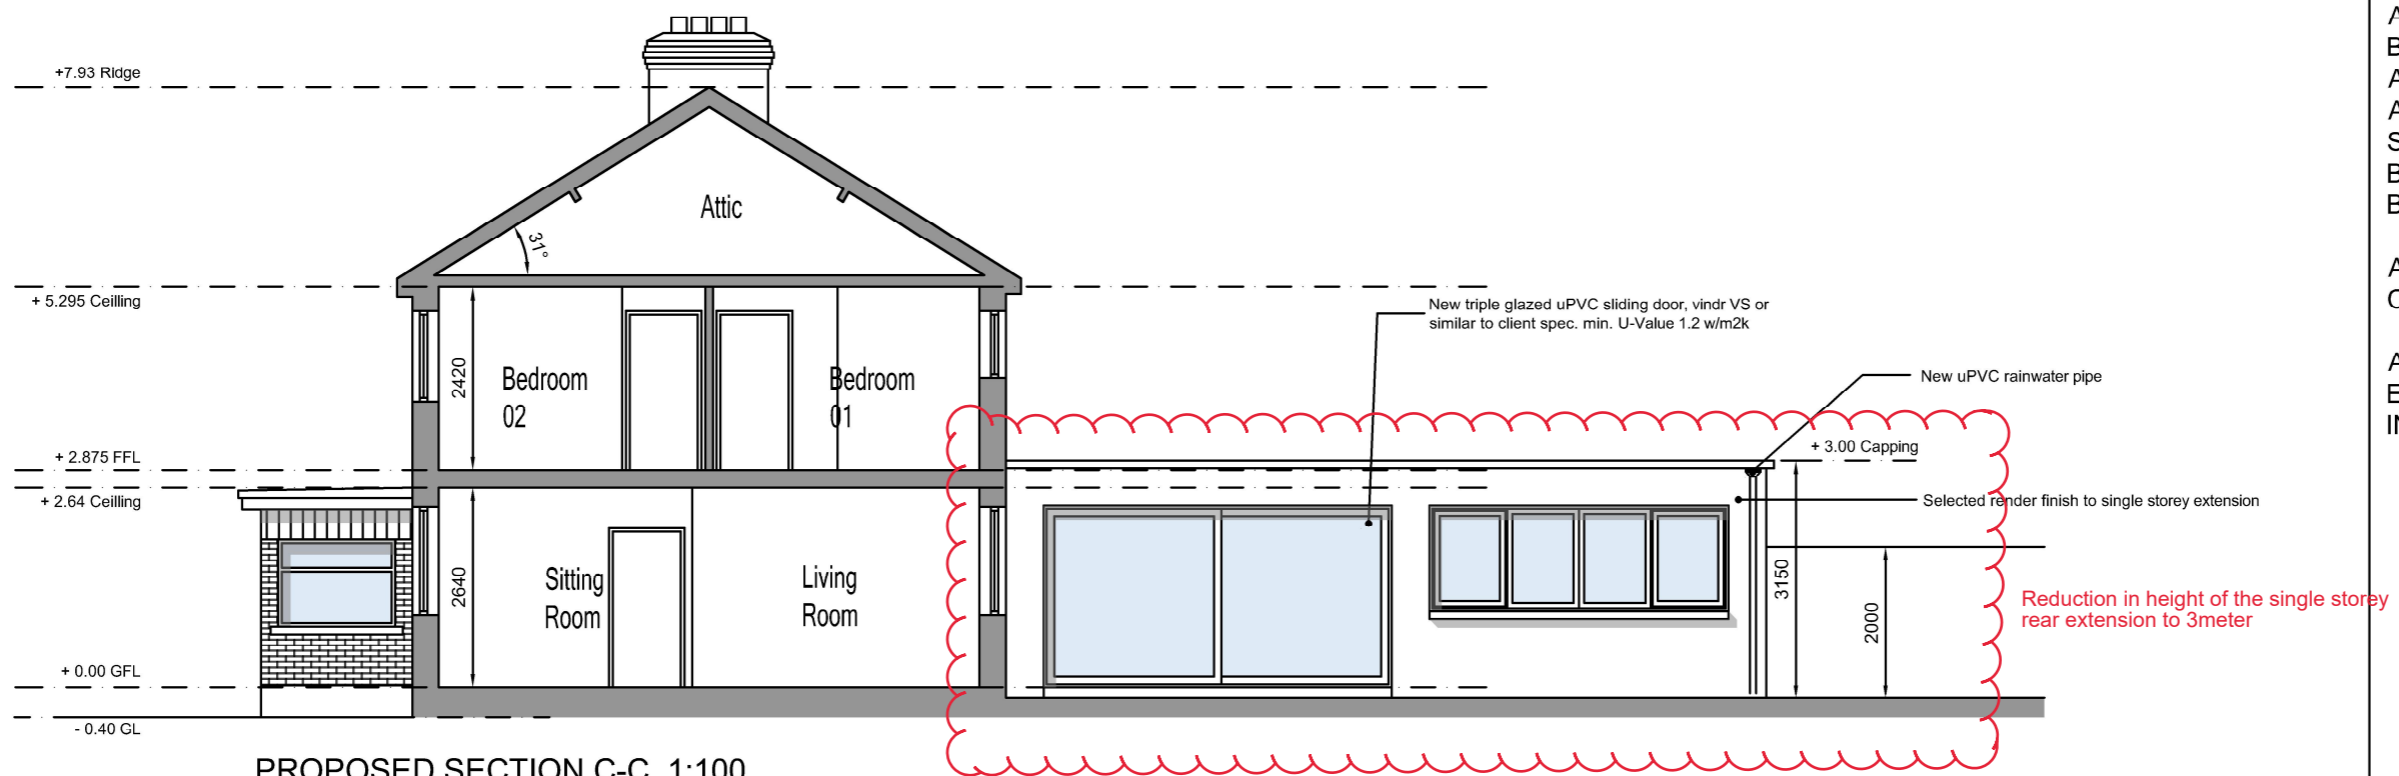 +7.93 Ridge
Attic
31°
+ 5.295 Ceilling
New triple glazed uPVC sliding door, vindr VS or
similar to client spec. min. U-Value 1.2 w/m2k
2420
Bedroom
02
Bedroom
01
New uPVC rainwater pipe
+ 3.00 Capping
+ 2.875 FFL
+ 2.64 Ceilling
Selected render finish to single storey extension
2640
Sitting
Room
Living
Room
3150
2000
Reduction in height of the single storey
rear extension to 3meter
+ 0.00 GFL
- 0.40 GL
PROPOSED SECTION C-C 1:100